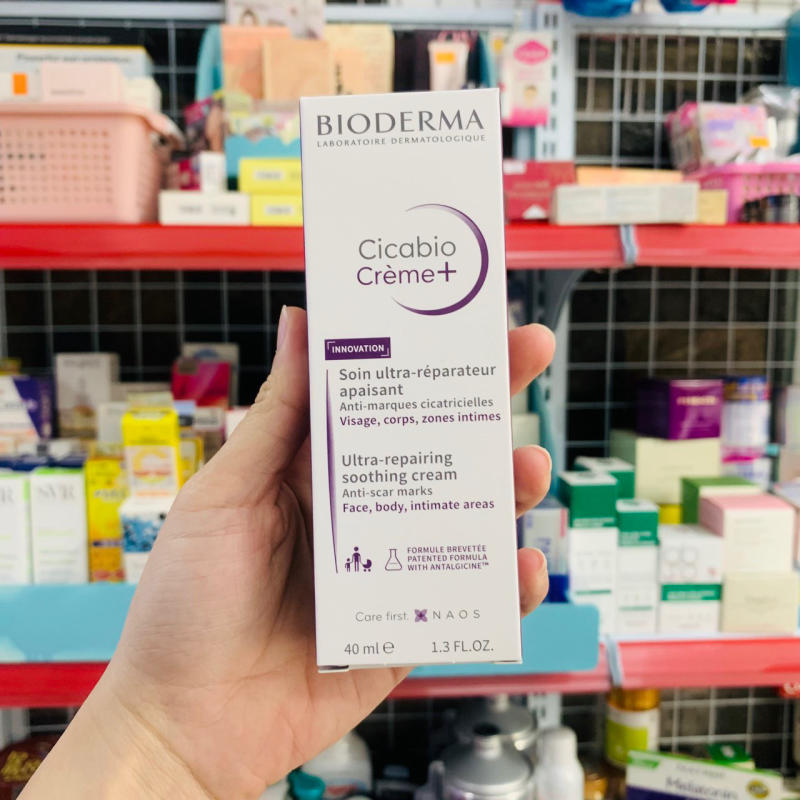 BIODERMA
LABORATOIRE DERMATOLOGIQUE
Cicabio
Crème+
INNOVATION
Soin ultra-réparateur
apaisant
Anti-marques cicatricielles
Visage, corps, zones intimes
Ultra-repairing
soothing cream
Anti-scar marks
Face, body, intimate areas
FORMULE BREVETÉE
PATENTED FORMULA
WITH ANTALGICINE™
Care first. NAOS
40 ml ℮ 1.3 FL.OZ.
SVR
Melatonin